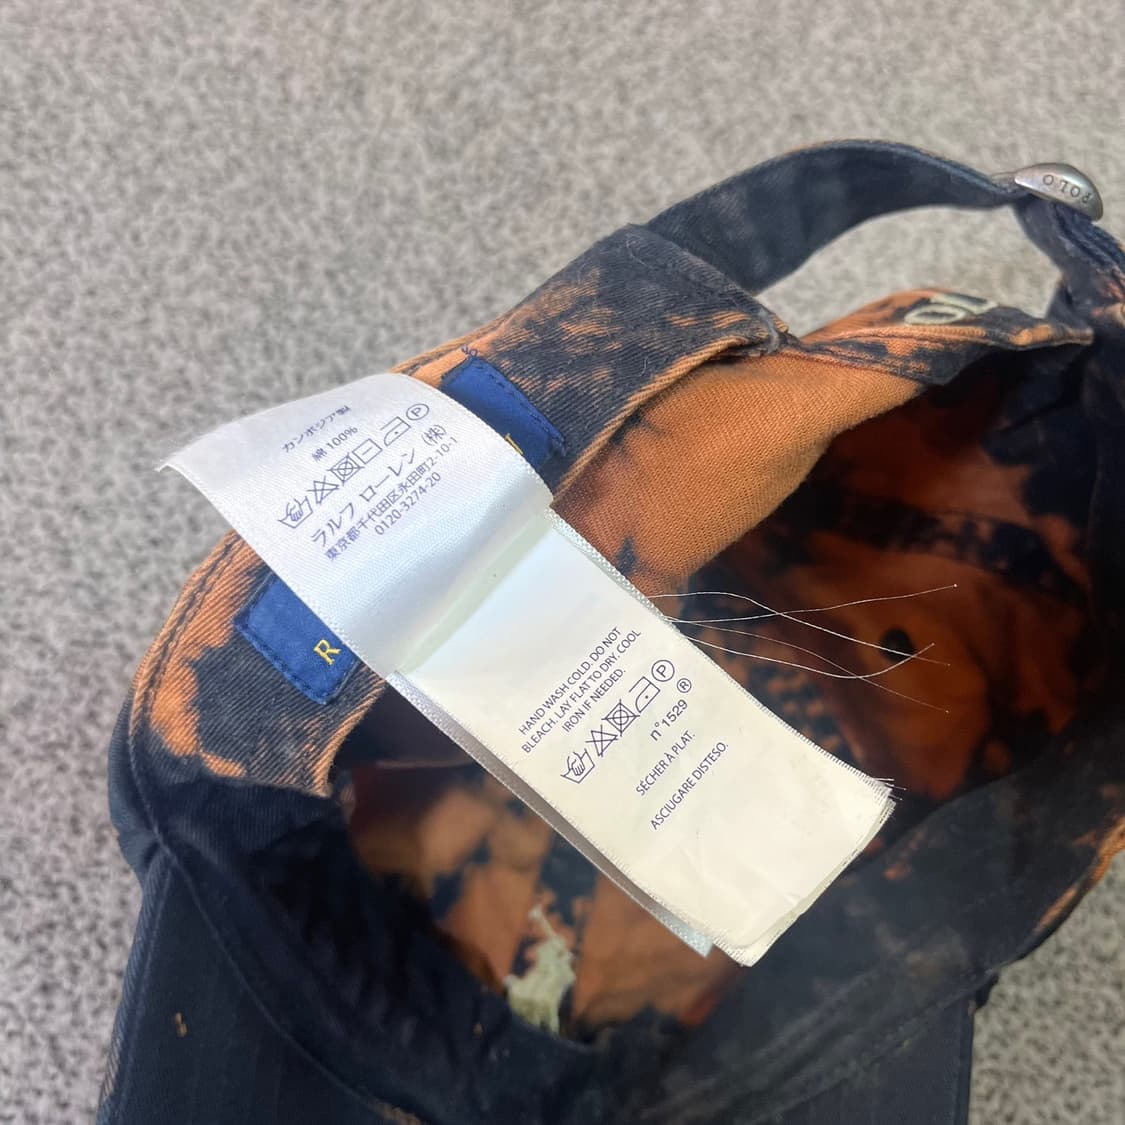 POLO
カンボジア製
綿 100%
P
ラルフ ローレン (株)
東京都千代田区永田町2-10-1
0120-3274-20
R
HAND WASH COLD. DO NOT
BLEACH. LAY FLAT TO DRY. COOL
IRON IF NEEDED.
P
n°1529 ®
SÉCHER À PLAT.
ASCIUGARE DISTESO.